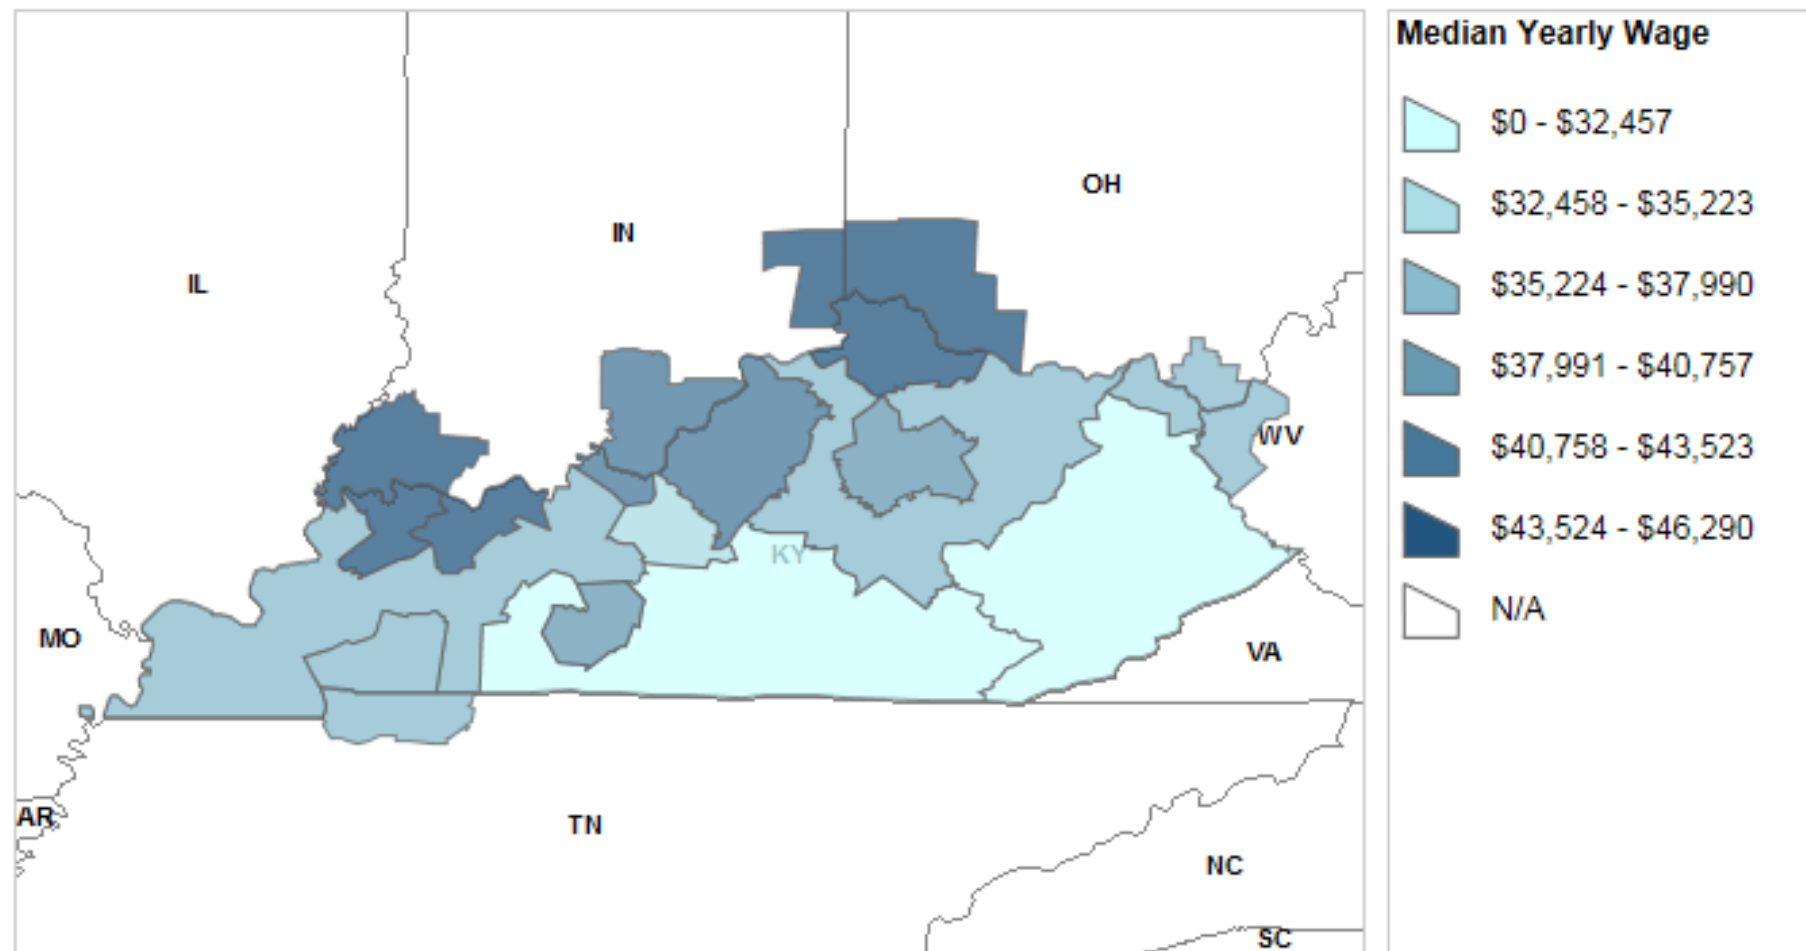 Median Yearly Wage
$0 - $32,457
$32,458 - $35,223
$35,224 - $37,990
$37,991 - $40,757
$40,758 - $43,523
$43,524 - $46,290
N/A
OH
IN
IL
WV
KY
MO
VA
AR
TN
NC
SC